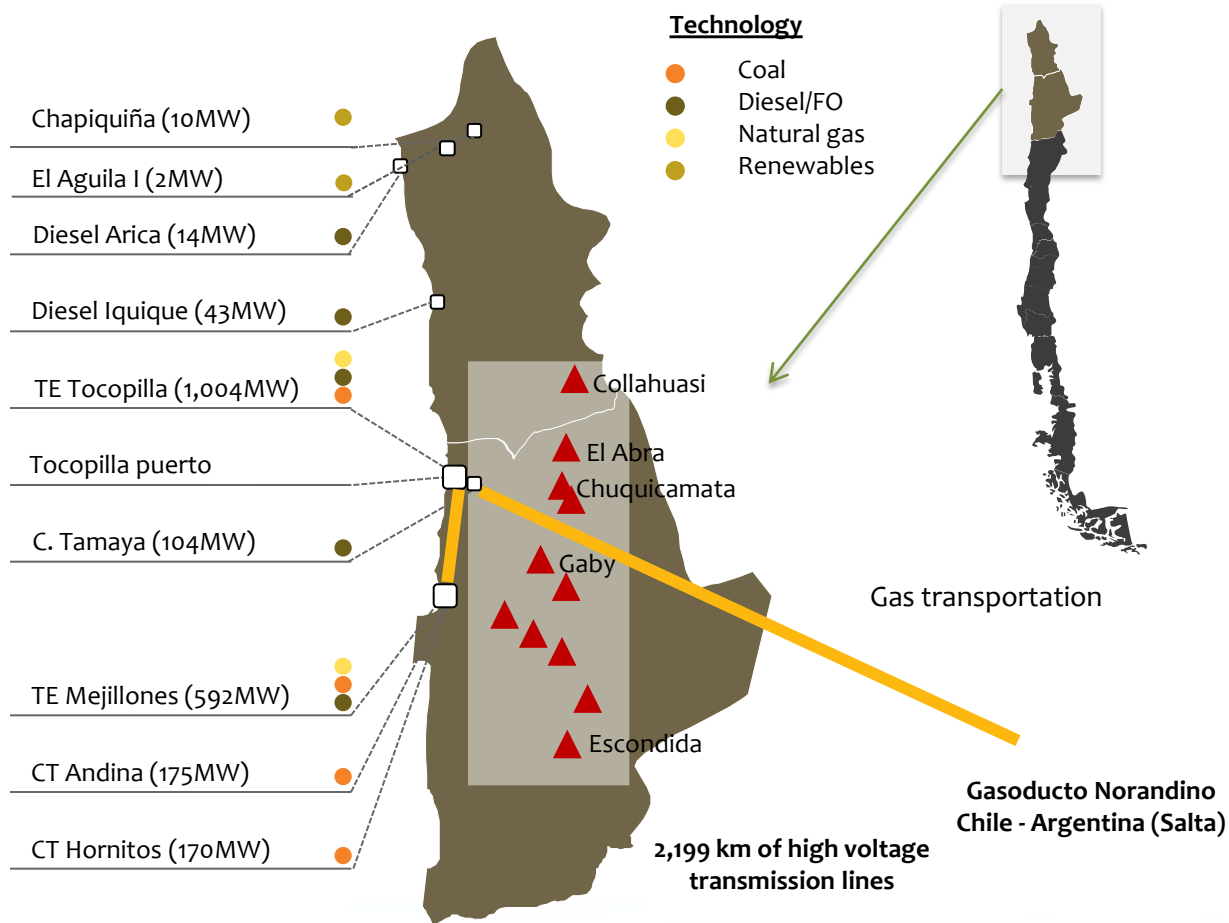 Technology
Coal
Diesel/FO
Natural gas
Renewables
Chapiquiña (10MW)
El Aguila I (2MW)
Diesel Arica (14MW)
Diesel Iquique (43MW)
TE Tocopilla (1,004MW)
Tocopilla puerto
C. Tamaya (104MW)
TE Mejillones (592MW)
CT Andina (175MW)
CT Hornitos (170MW)
Collahuasi
El Abra
Chuquicamata
Gaby
Escondida
Gas transportation
Gasoducto Norandino
Chile - Argentina (Salta)
2,199 km of high voltage
transmission lines